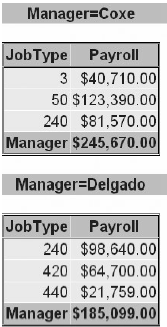 Manager=Coxe
JobType Payroll
3 $40,710.00
50 $123,390.00
240 $81,570.00
Manager $245,670.00
Manager=Delgado
JobType Payroll
240 $98,640.00
420 $64,700.00
440 $21,759.00
Manager $185,099.00